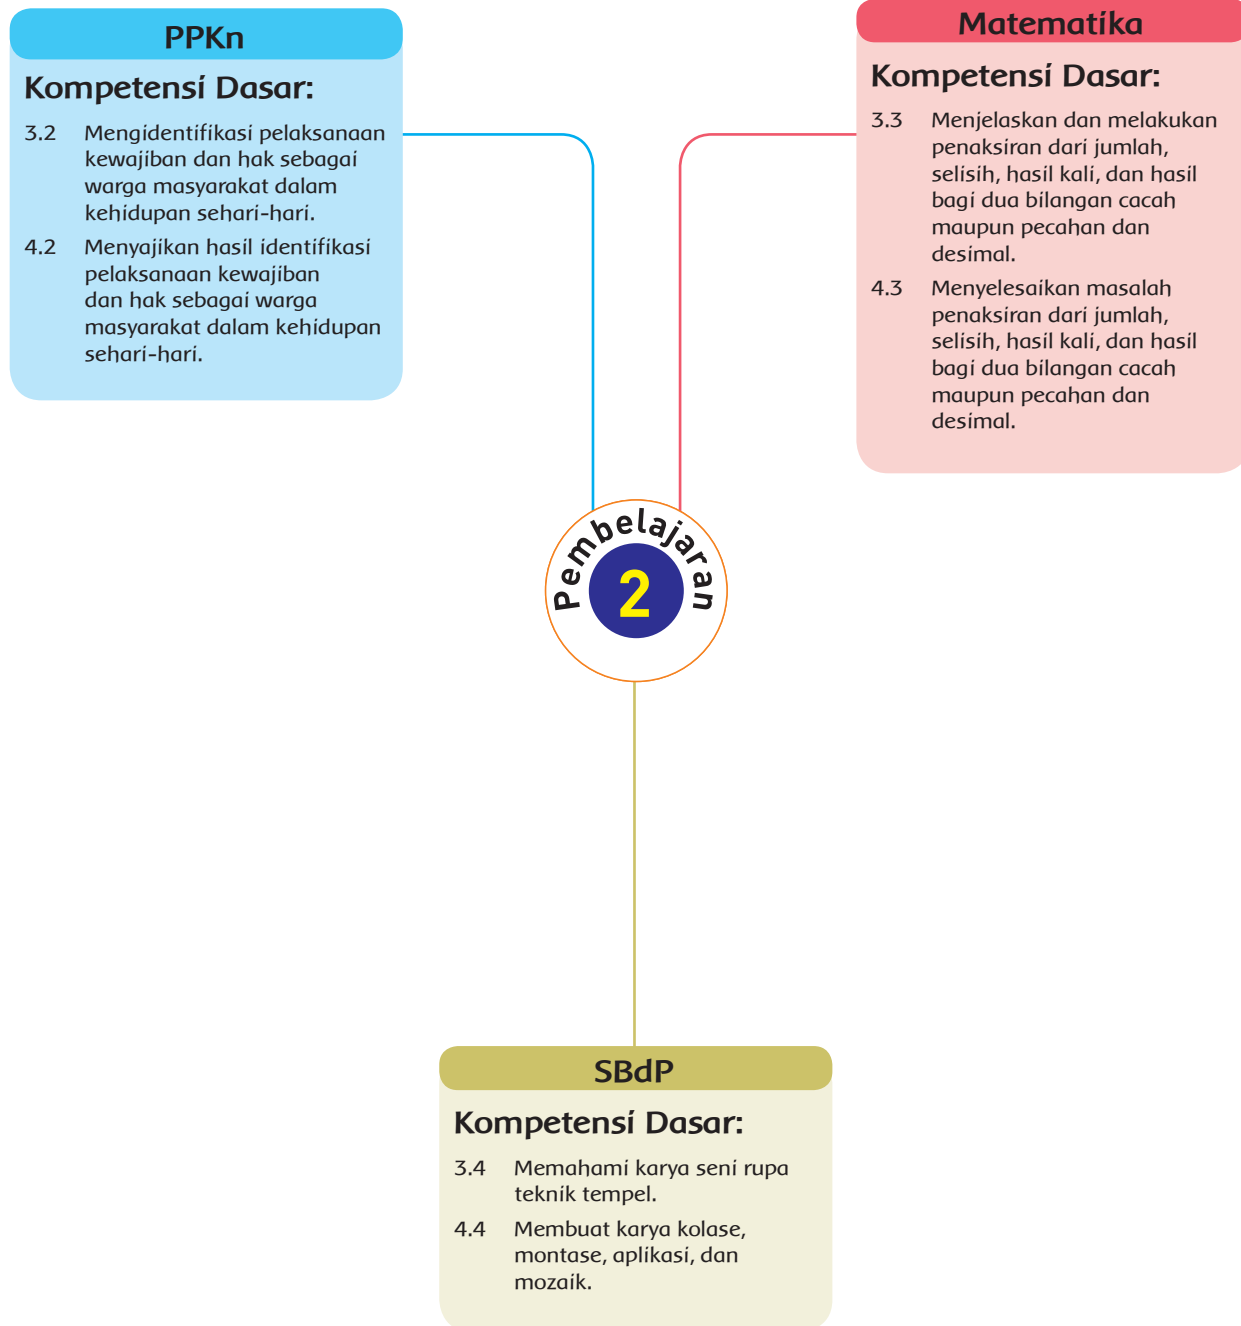 PPKn
Kompetensi Dasar:
3.2 Mengidentifikasi pelaksanaan
kewajiban dan hak sebagai
warga masyarakat dalam
kehidupan sehari-hari.
4.2 Menyajikan hasil identifikasi
pelaksanaan kewajiban
dan hak sebagai warga
masyarakat dalam kehidupan
sehari-hari.
Matematika
Kompetensi Dasar:
3.3 Menjelaskan dan melakukan
penaksiran dari jumlah,
selisih, hasil kali, dan hasil
bagi dua bilangan cacah
maupun pecahan dan
desimal.
4.3 Menyelesaikan masalah
penaksiran dari jumlah,
selisih, hasil kali, dan hasil
bagi dua bilangan cacah
maupun pecahan dan
desimal.
Pembelajaran
2
SBdP
Kompetensi Dasar:
3.4 Memahami karya seni rupa
teknik tempel.
4.4 Membuat karya kolase,
montase, aplikasi, dan
mozaik.